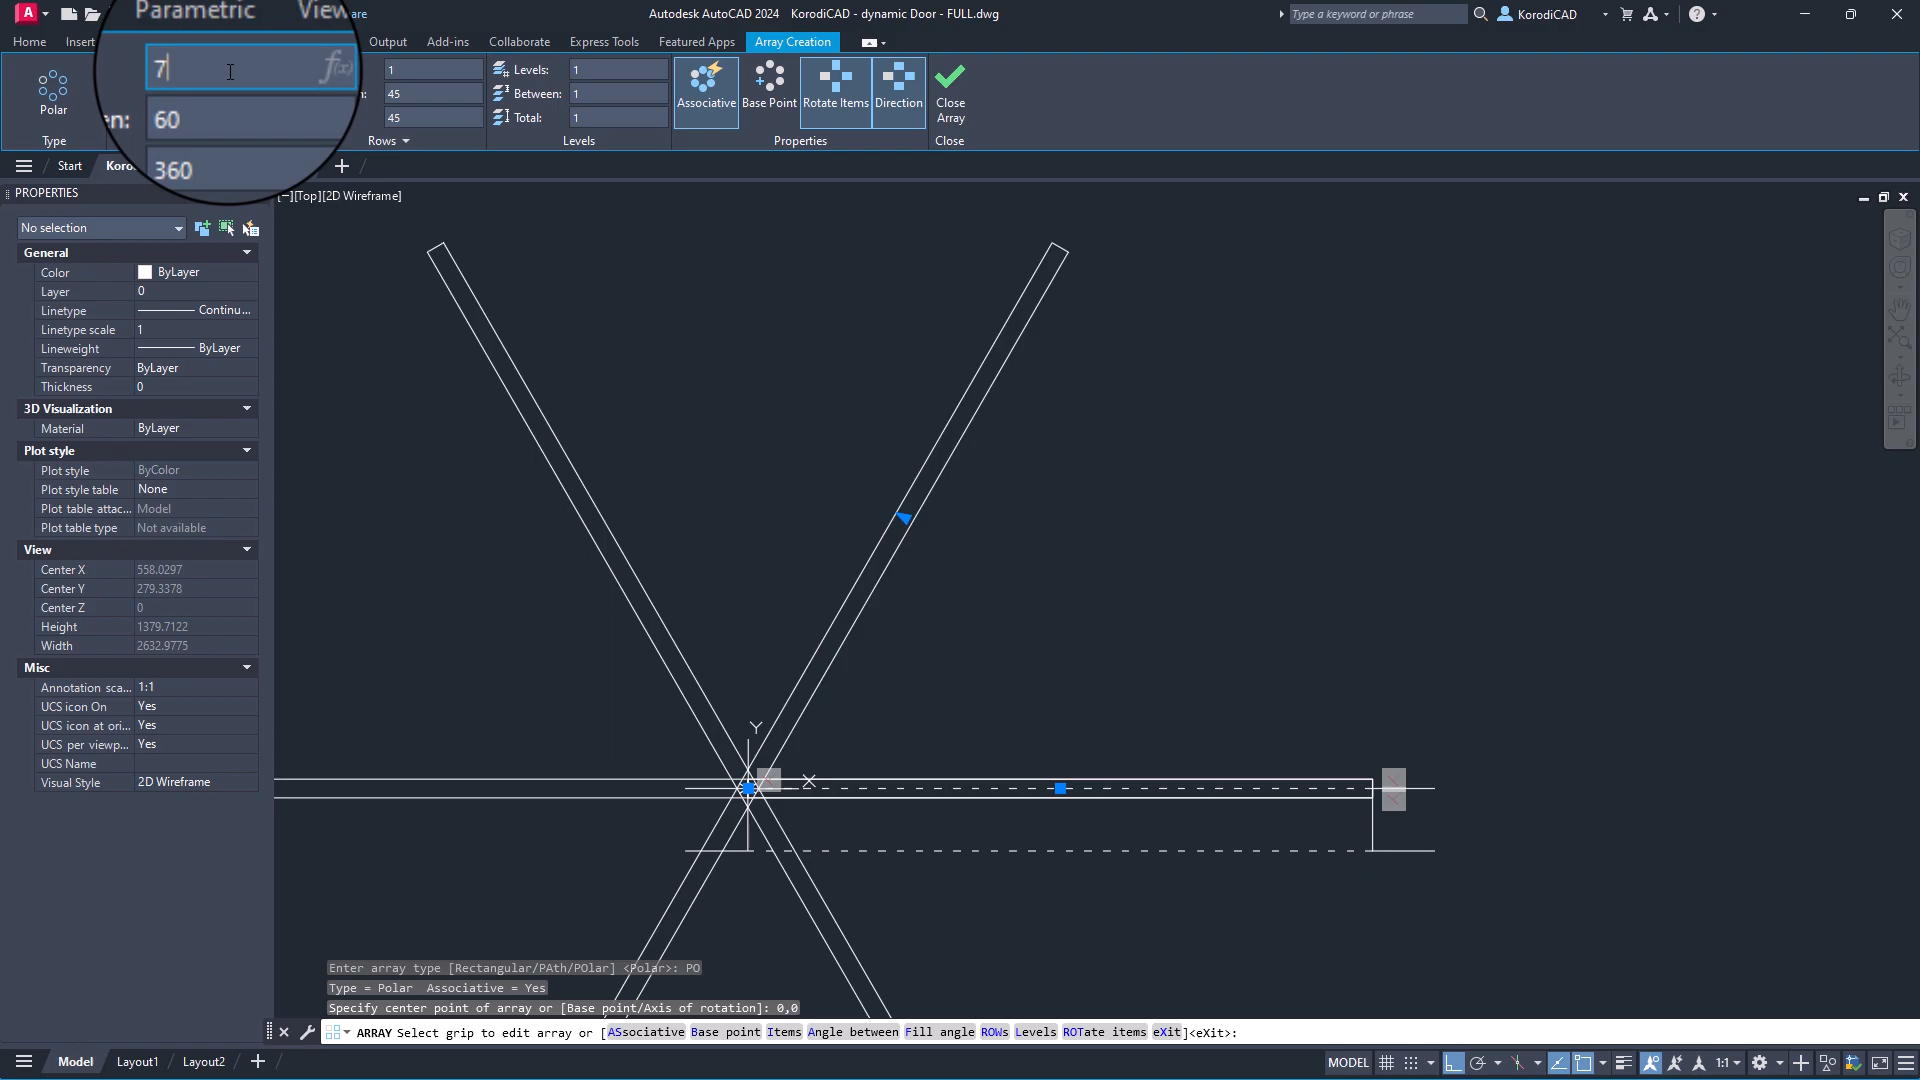 Parametric View are
Autodesk AutoCAD 2024 KorodiCAD - dynamic Door - FULL.dwg
Type a keyword or phrase
KorodiCAD
Home Insert Output Add-ins Collaborate Express Tools Featured Apps Array Creation
7
f(x)
en: 60
360
Polar
Type
1
n: 45
45
Rows
Levels: 1
Between: 1
Total: 1
Levels
Associative Base Point Rotate Items Direction
Properties
Close
Array
Close
Start Koro
PROPERTIES
[−][Top][2D Wireframe]
No selection
General
Color ByLayer
Layer 0
Linetype Continu...
Linetype scale 1
Lineweight ByLayer
Transparency ByLayer
Thickness 0
3D Visualization
Material ByLayer
Plot style
Plot style ByColor
Plot style table None
Plot table attac... Model
Plot table type Not available
View
Center X 558.0297
Center Y 279.3378
Center Z 0
Height 1379.7122
Width 2632.9775
Misc
Annotation sca... 1:1
UCS icon On Yes
UCS icon at ori... Yes
UCS per viewp... Yes
UCS Name
Visual Style 2D Wireframe
Y
X
Enter array type [Rectangular/PAth/POlar] <Polar>: PO
Type = Polar Associative = Yes
Specify center point of array or [Base point/Axis of rotation]: 0,0
ARRAY Select grip to edit array or [ASsociative Base point Items Angle between Fill angle ROWs Levels ROTate items eXit]<eXit>:
Model Layout1 Layout2
MODEL 1:1